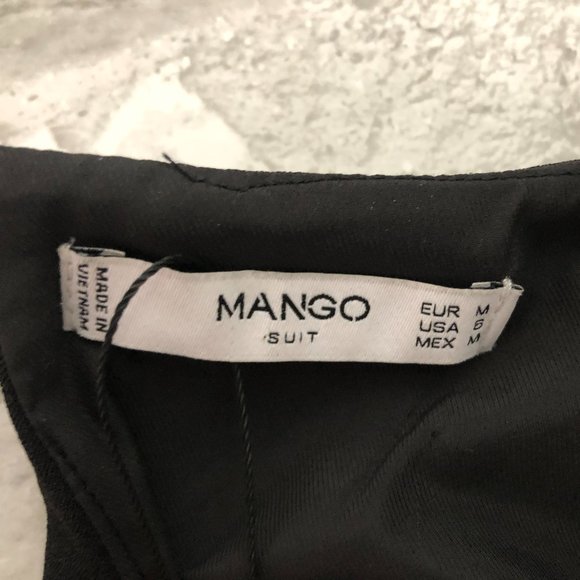 MADE IN
VIETNAM
MANGO
SUIT
EUR M
USA 6
MEX M